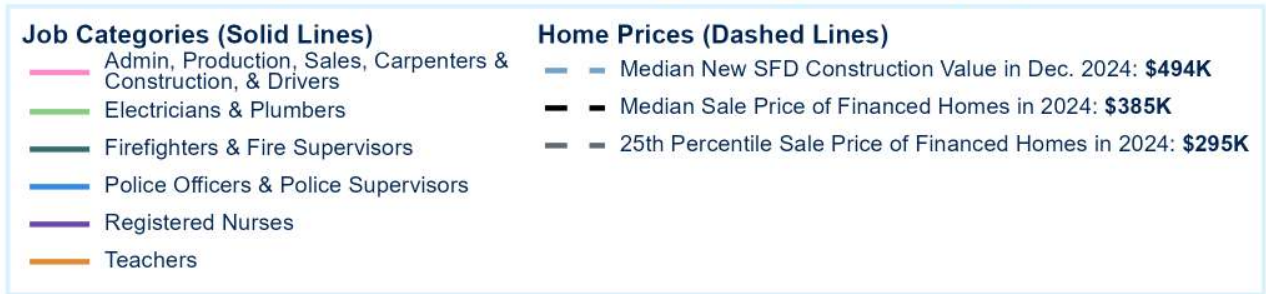 Job Categories (Solid Lines)
Admin, Production, Sales, Carpenters &
Construction, & Drivers
Electricians & Plumbers
Firefighters & Fire Supervisors
Police Officers & Police Supervisors
Registered Nurses
Teachers
Home Prices (Dashed Lines)
Median New SFD Construction Value in Dec. 2024: $494K
Median Sale Price of Financed Homes in 2024: $385K
25th Percentile Sale Price of Financed Homes in 2024: $295K